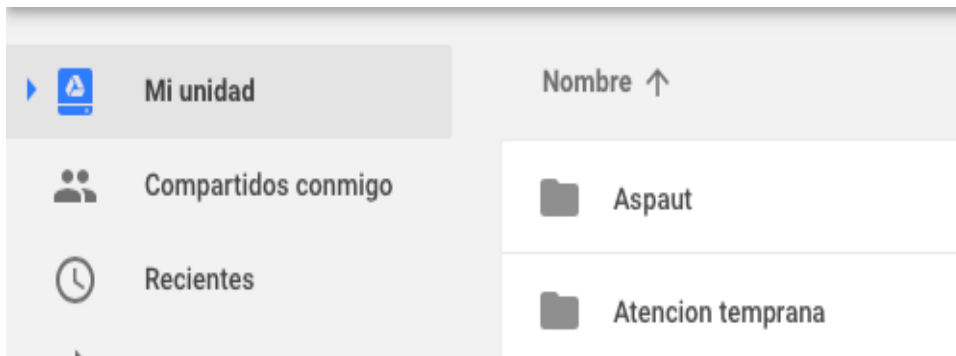 Mi unidad
Compartidos conmigo
Recientes
Nombre
Aspaut
Atencion temprana